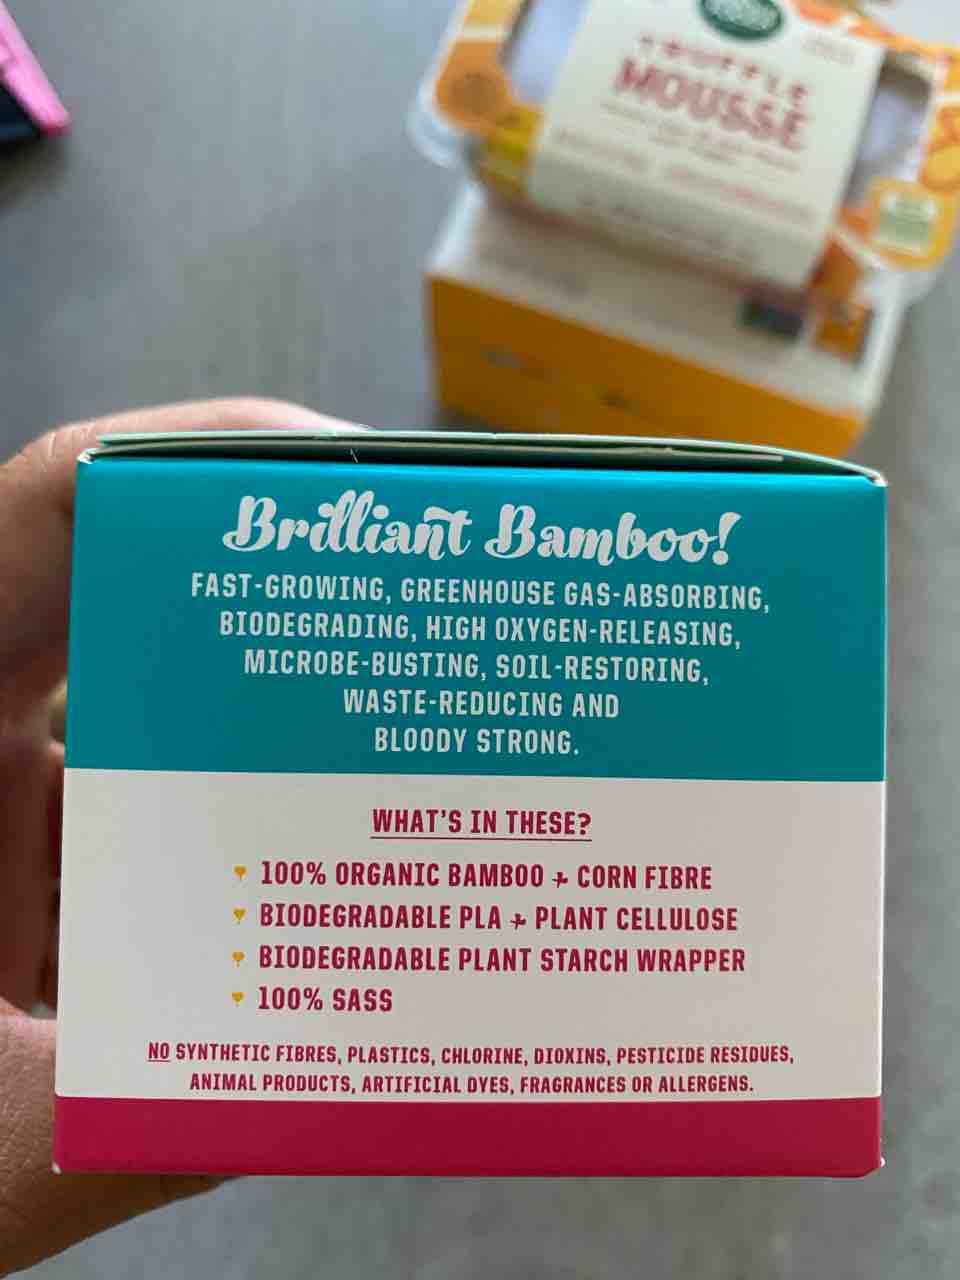 TRUFFLE
MOUSSE
Brilliant Bamboo!
FAST-GROWING, GREENHOUSE GAS-ABSORBING,
BIODEGRADING, HIGH OXYGEN-RELEASING,
MICROBE-BUSTING, SOIL-RESTORING,
WASTE-REDUCING AND
BLOODY STRONG.
WHAT'S IN THESE?
100% ORGANIC BAMBOO + CORN FIBRE
BIODEGRADABLE PLA + PLANT CELLULOSE
BIODEGRADABLE PLANT STARCH WRAPPER
100% SASS
NO SYNTHETIC FIBRES, PLASTICS, CHLORINE, DIOXINS, PESTICIDE RESIDUES,
ANIMAL PRODUCTS, ARTIFICIAL DYES, FRAGRANCES OR ALLERGENS.